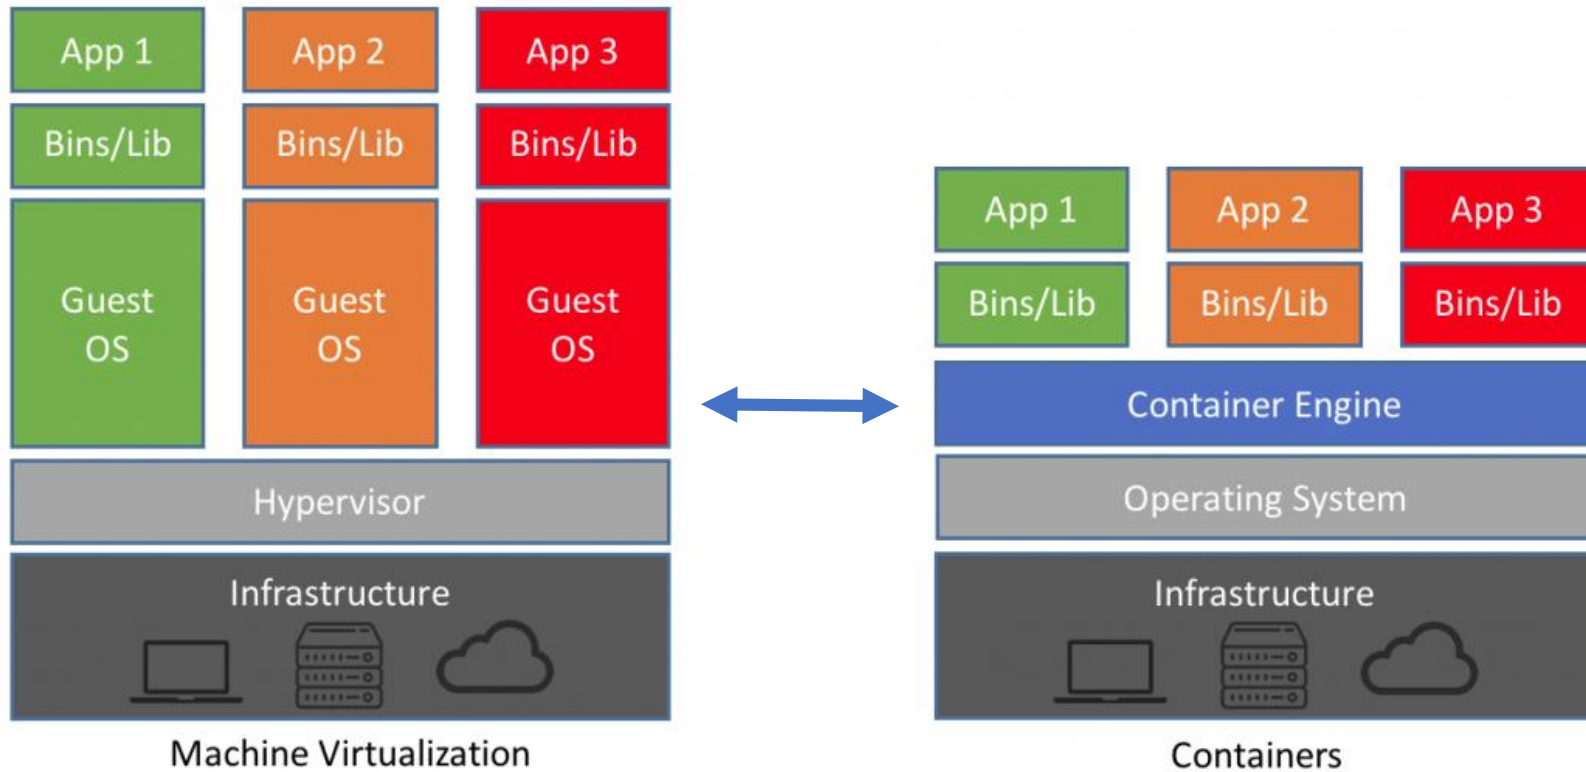 App 1
App 2
App 3
Bins/Lib
Bins/Lib
Bins/Lib
Guest
OS
Guest
OS
Guest
OS
Hypervisor
Infrastructure
Machine Virtualization
App 1
App 2
App 3
Bins/Lib
Bins/Lib
Bins/Lib
Container Engine
Operating System
Infrastructure
Containers